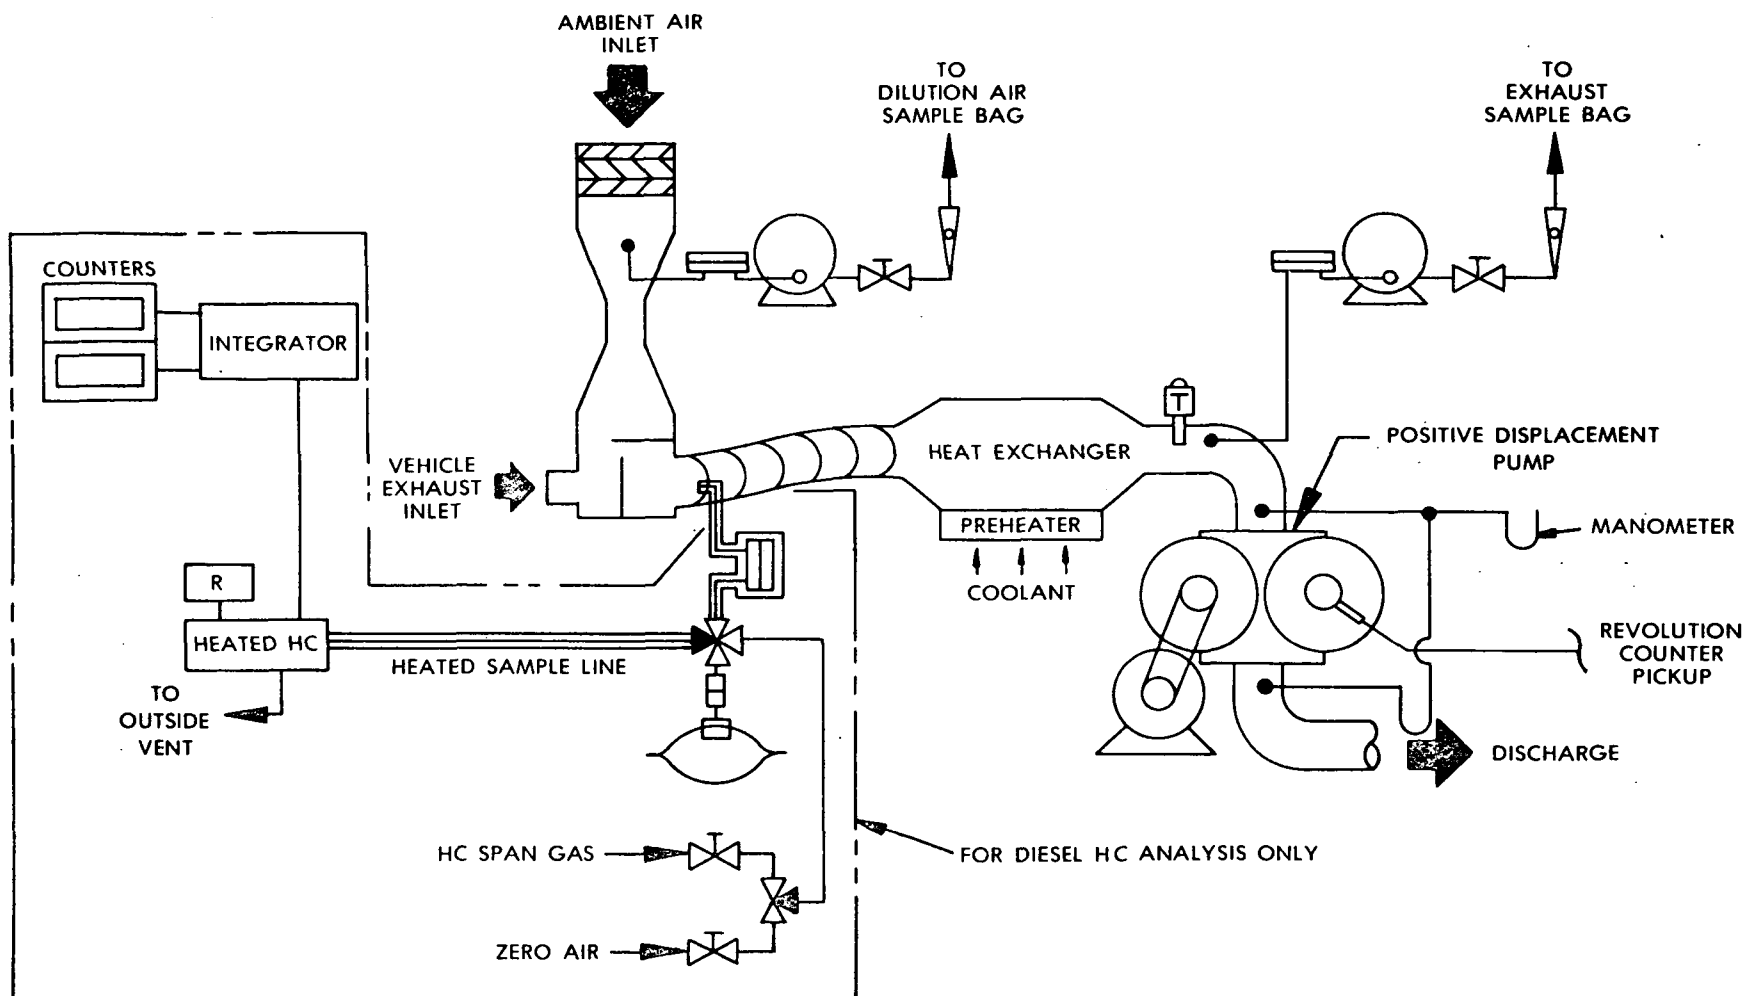 AMBIENT AIR
INLET
TO
DILUTION AIR
SAMPLE BAG
TO
EXHAUST
SAMPLE BAG
COUNTERS
INTEGRATOR
T
HEAT EXCHANGER
POSITIVE DISPLACEMENT
PUMP
VEHICLE
EXHAUST
INLET
PREHEATER
MANOMETER
COOLANT
R
HEATED HC
HEATED SAMPLE LINE
REVOLUTION
COUNTER
PICKUP
TO
OUTSIDE
VENT
DISCHARGE
HC SPAN GAS
FOR DIESEL HC ANALYSIS ONLY
ZERO AIR